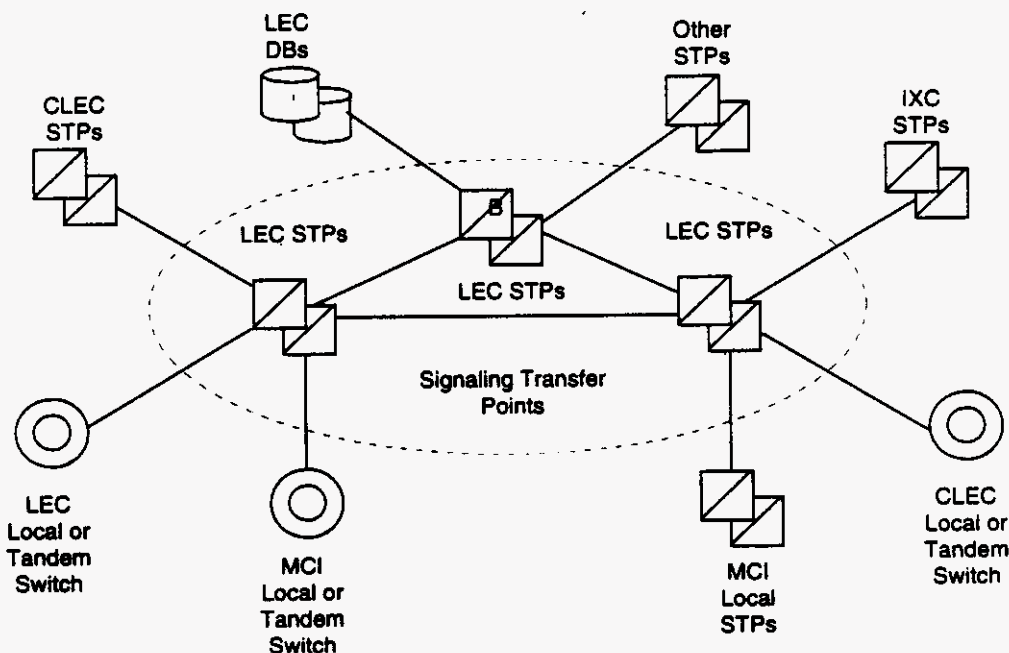 LEC
DBs
Other
STPs
CLEC
STPs
IXC
STPs
B
LEC STPs
LEC STPs
LEC STPs
Signaling Transfer
Points
LEC
Local or
Tandem
Switch
MCI
Local or
Tandem
Switch
MCI
Local
STPs
CLEC
Local or
Tandem
Switch